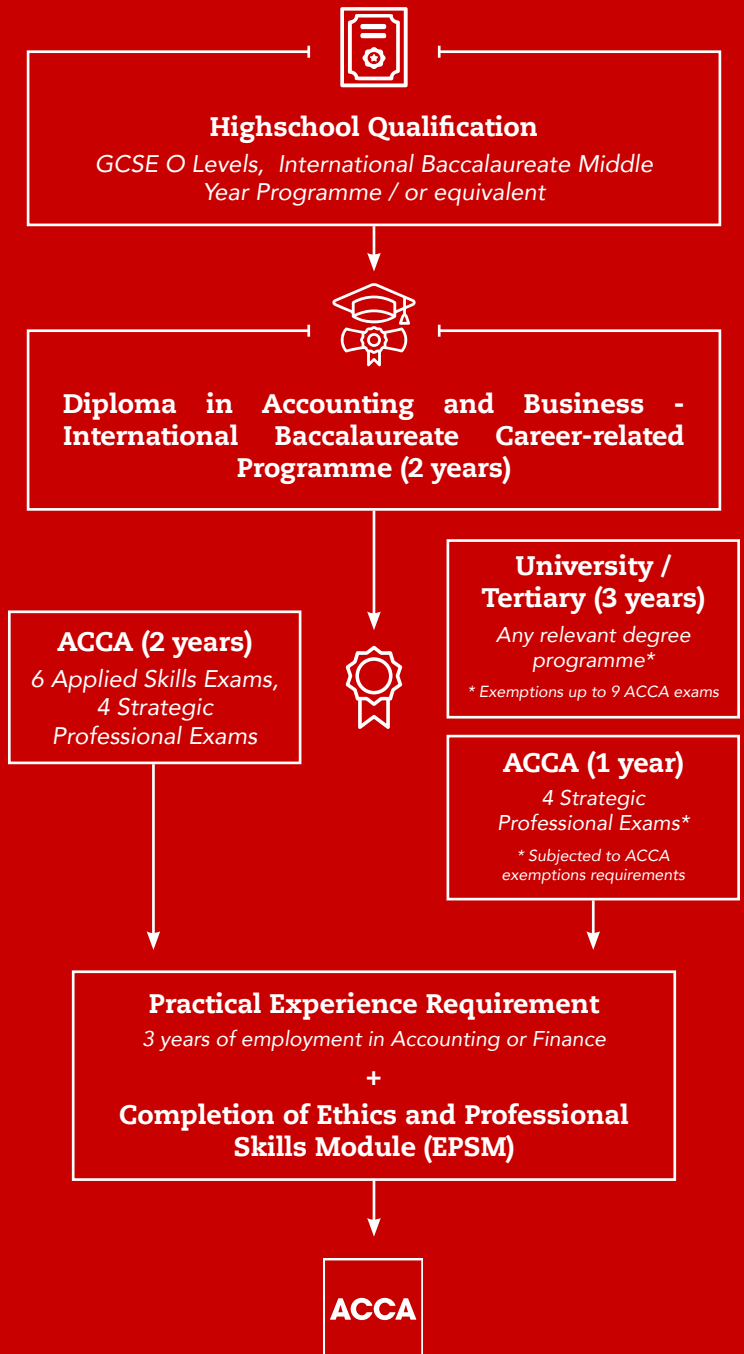 Highschool Qualification
GCSE O Levels, International Baccalaureate Middle
Year Programme / or equivalent
Diploma in Accounting and Business -
International Baccalaureate Career-related
Programme (2 years)
ACCA (2 years)
6 Applied Skills Exams,
4 Strategic
Professional Exams
University /
Tertiary (3 years)
Any relevant degree
programme*
* Exemptions up to 9 ACCA exams
ACCA (1 year)
4 Strategic
Professional Exams*
* Subjected to ACCA
exemptions requirements
Practical Experience Requirement
3 years of employment in Accounting or Finance
+
Completion of Ethics and Professional
Skills Module (EPSM)
ACCA